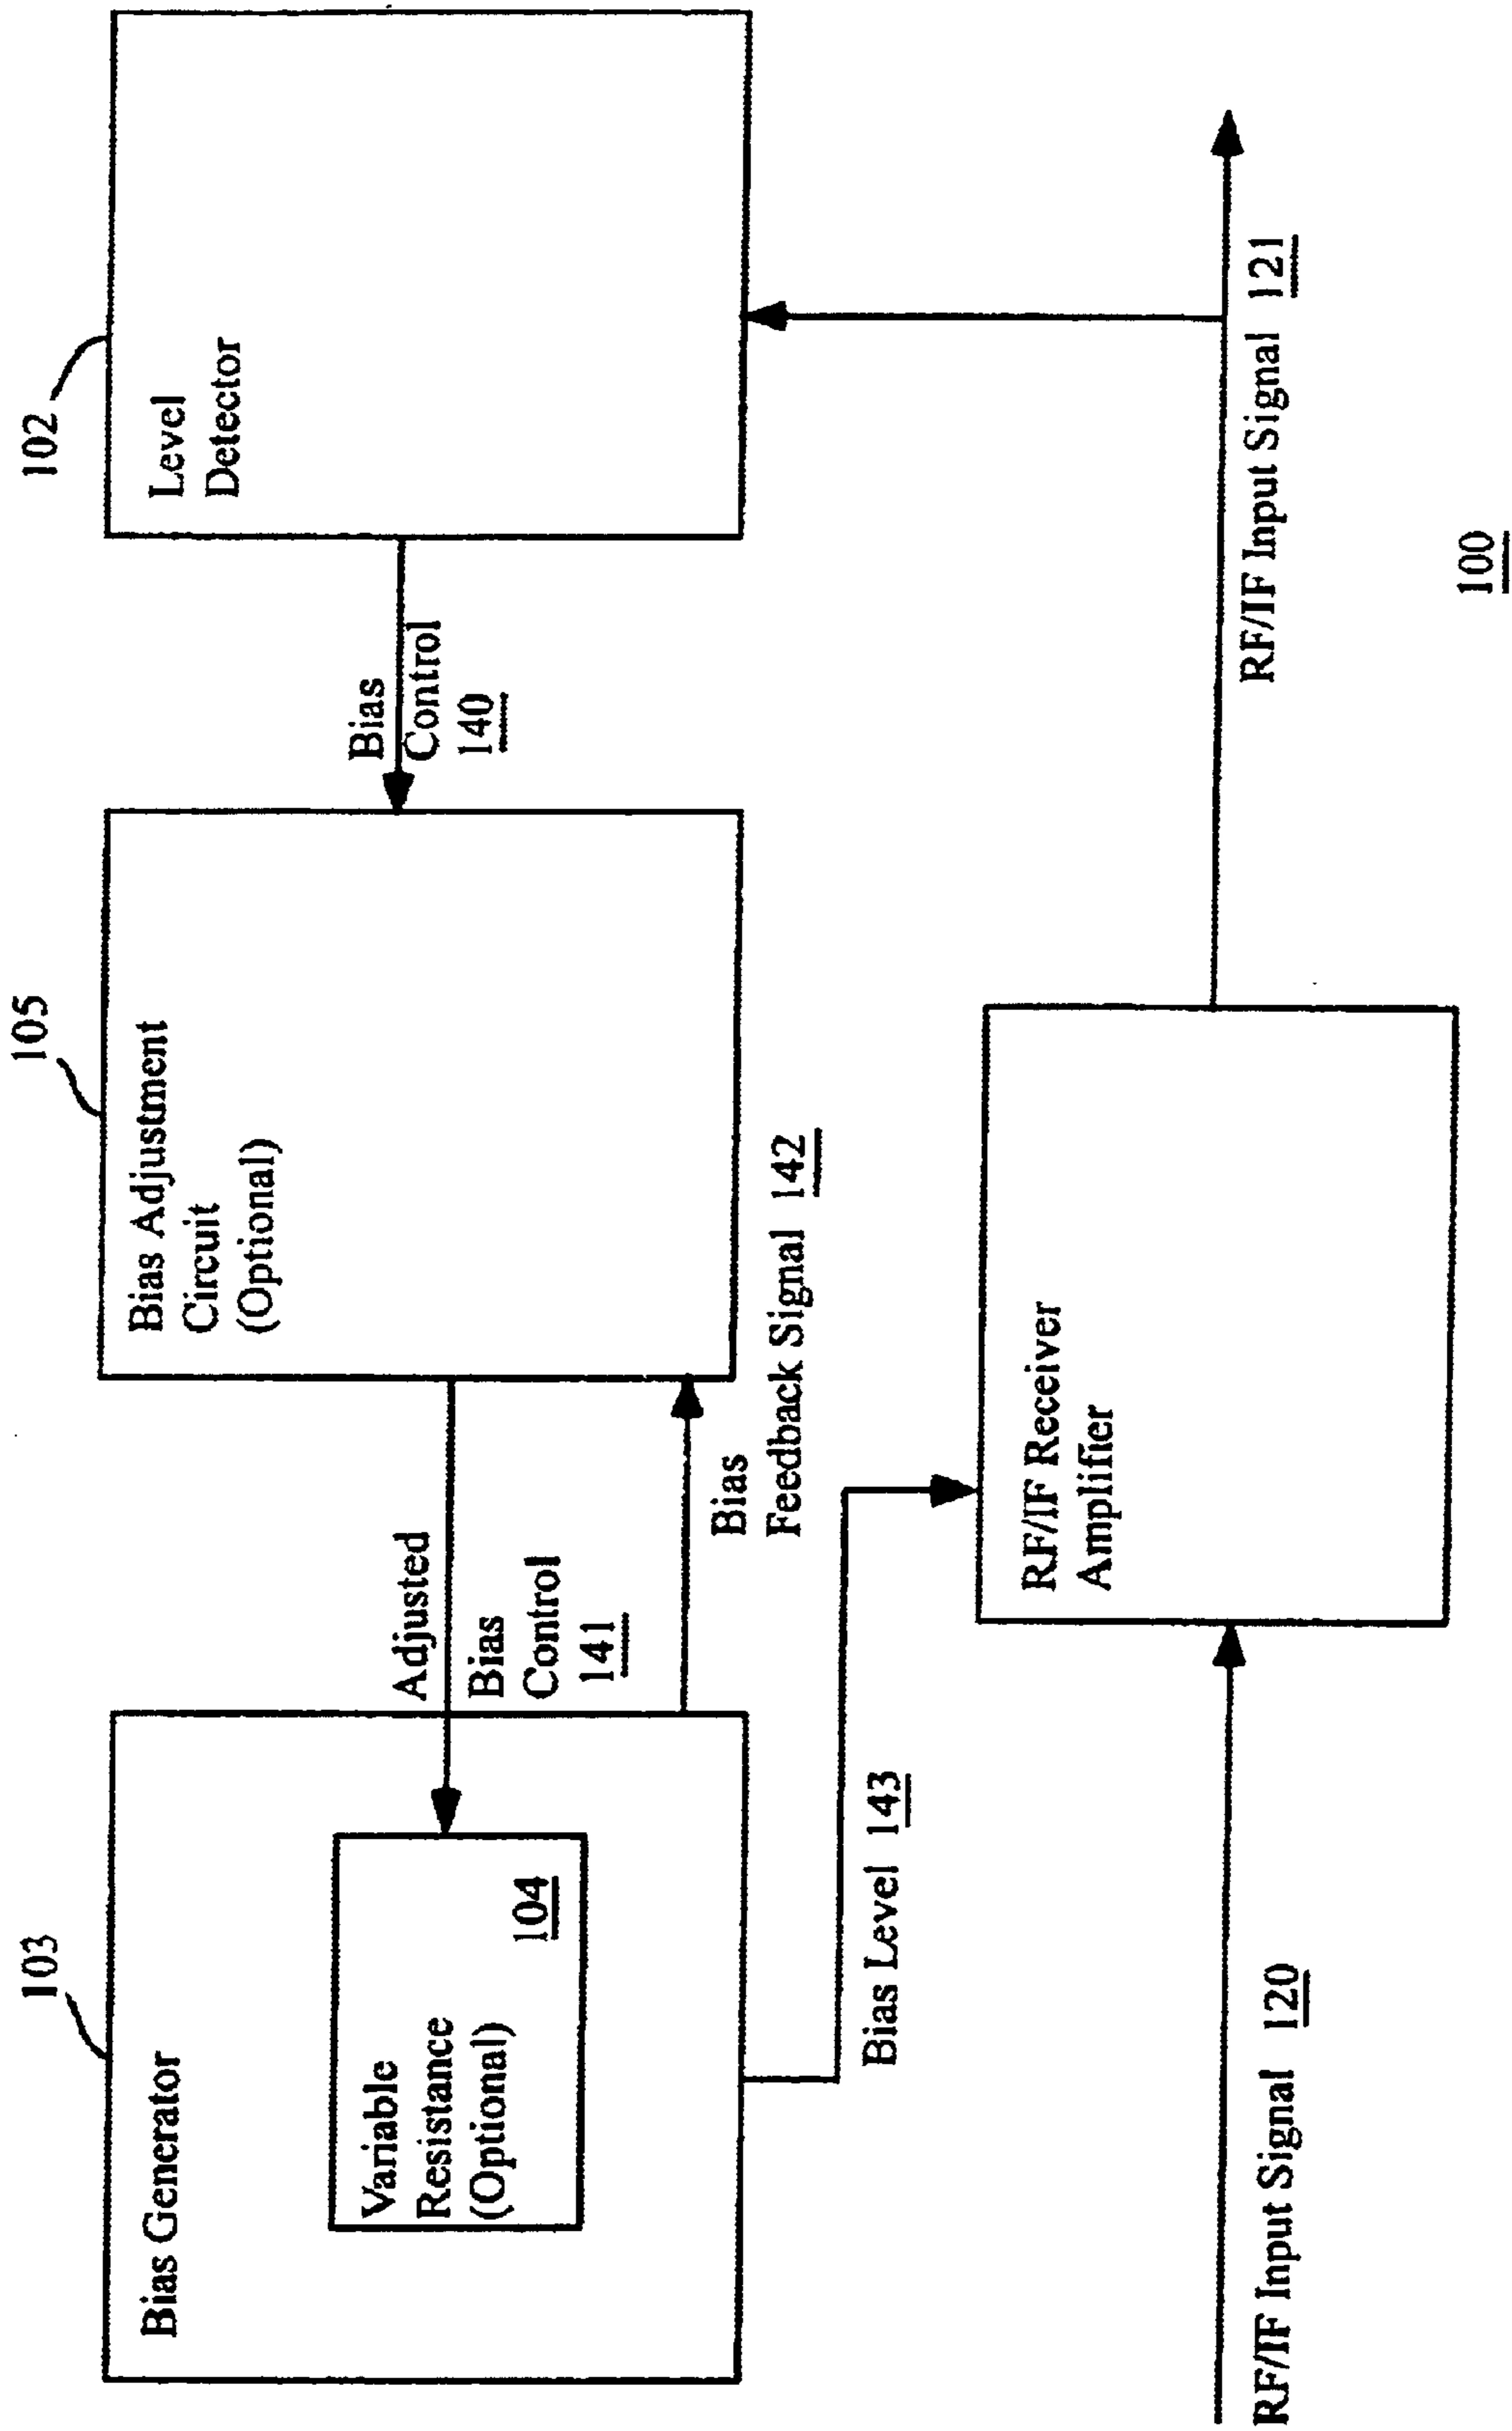 103
Bias Generator
Variable
Resistance
(Optional)
104
Adjusted
Bias
Control
141
105
Bias Adjustment
Circuit
(Optional)
Bias
Feedback Signal 142
Bias
Control
140
102
Level
Detector
Bias Level 143
RF/IF Receiver
Amplifier
RF/IF Input Signal 120
RF/IF Input Signal 121
100